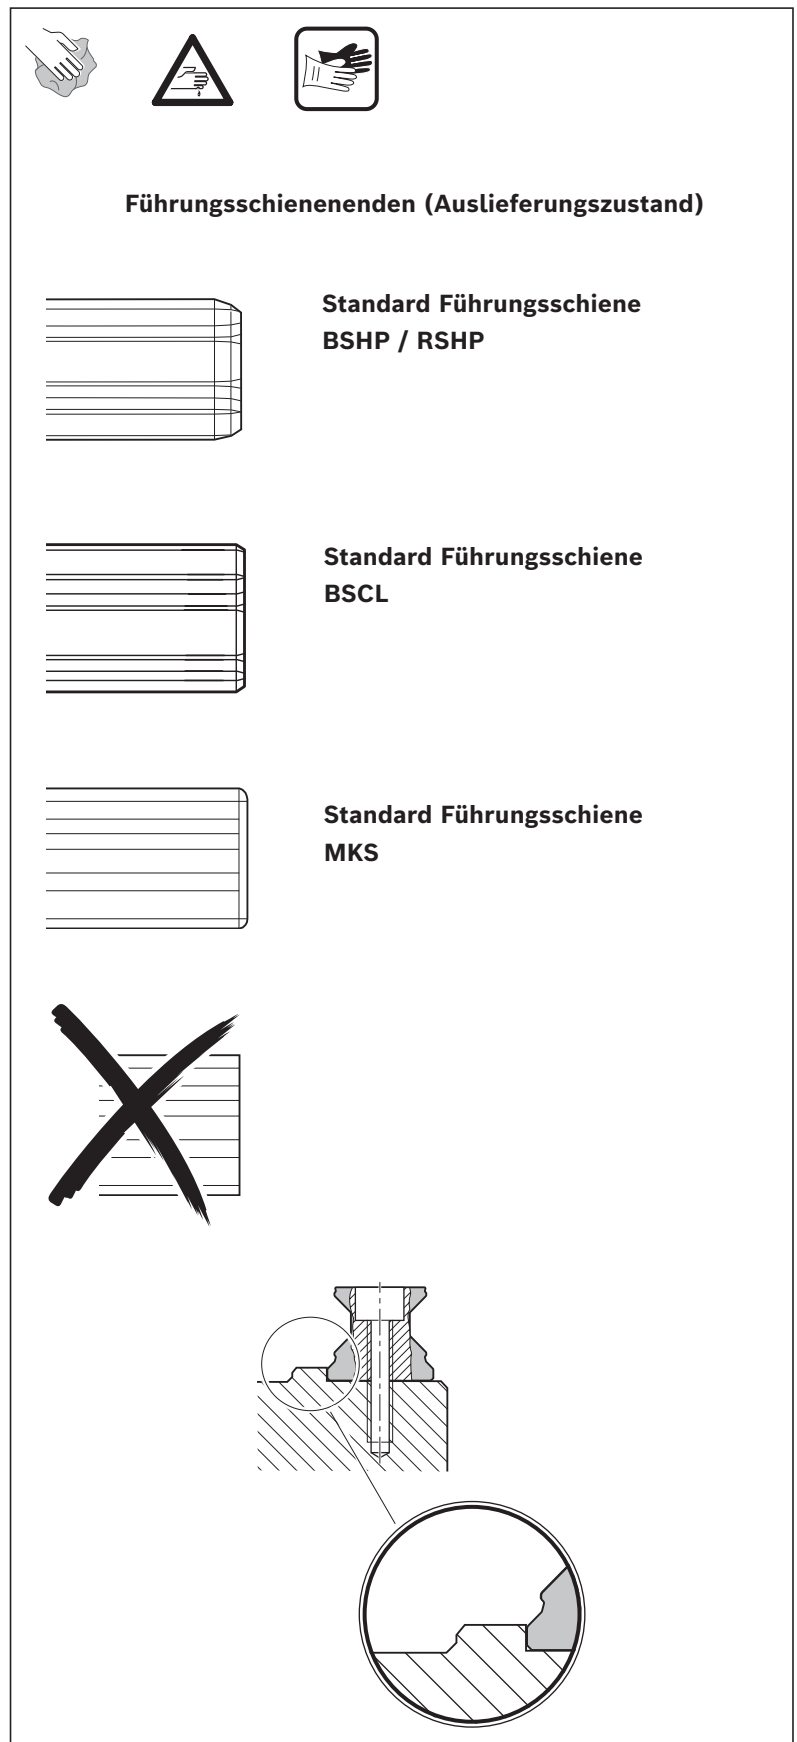 Führungsschienenenden (Auslieferungszustand)
Standard Führungsschiene
BSHP / RSHP
Standard Führungsschiene
BSCL
Standard Führungsschiene
MKS